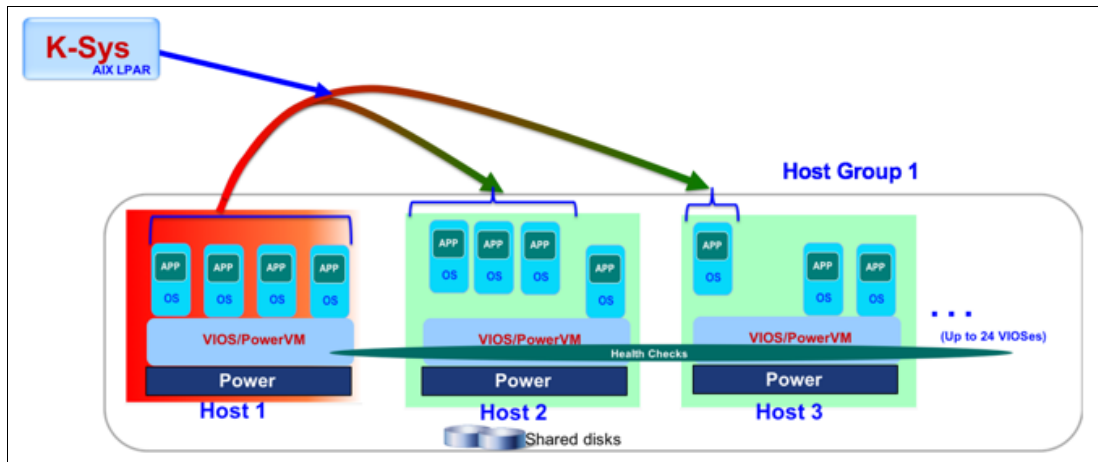 K-Sys
AIX LPAR
Host Group 1
APP APP APP APP
OS OS OS OS
APP APP APP
OS OS OS
APP
OS
APP
OS
APP APP
OS OS
...
(Up to 24 VIOSes)
VIOS/PowerVM
VIOS/PowerVM
VIOS/PowerVM
Health Checks
Power
Power
Power
Host 1
Host 2
Host 3
Shared disks